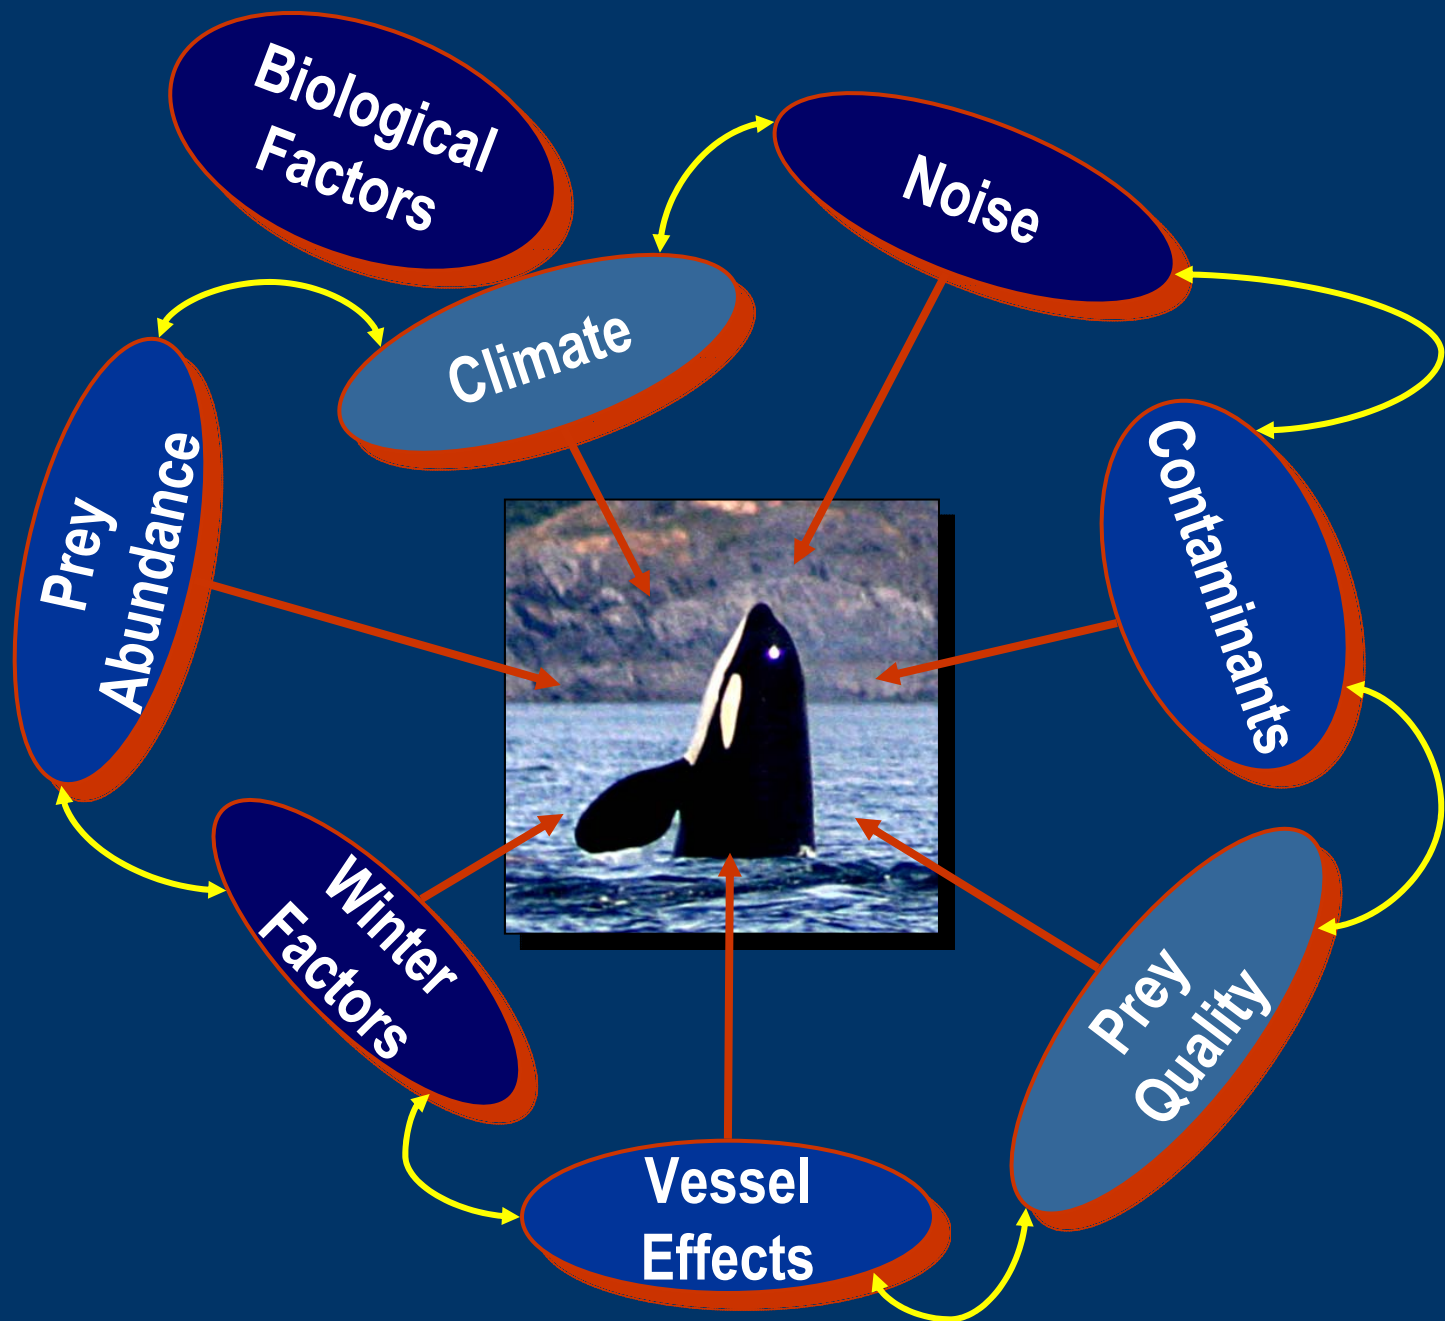 Biological
Factors
Noise
Climate
Prey
Abundance
Contaminants
Winter
Factors
Prey
Quality
Vessel
Effects